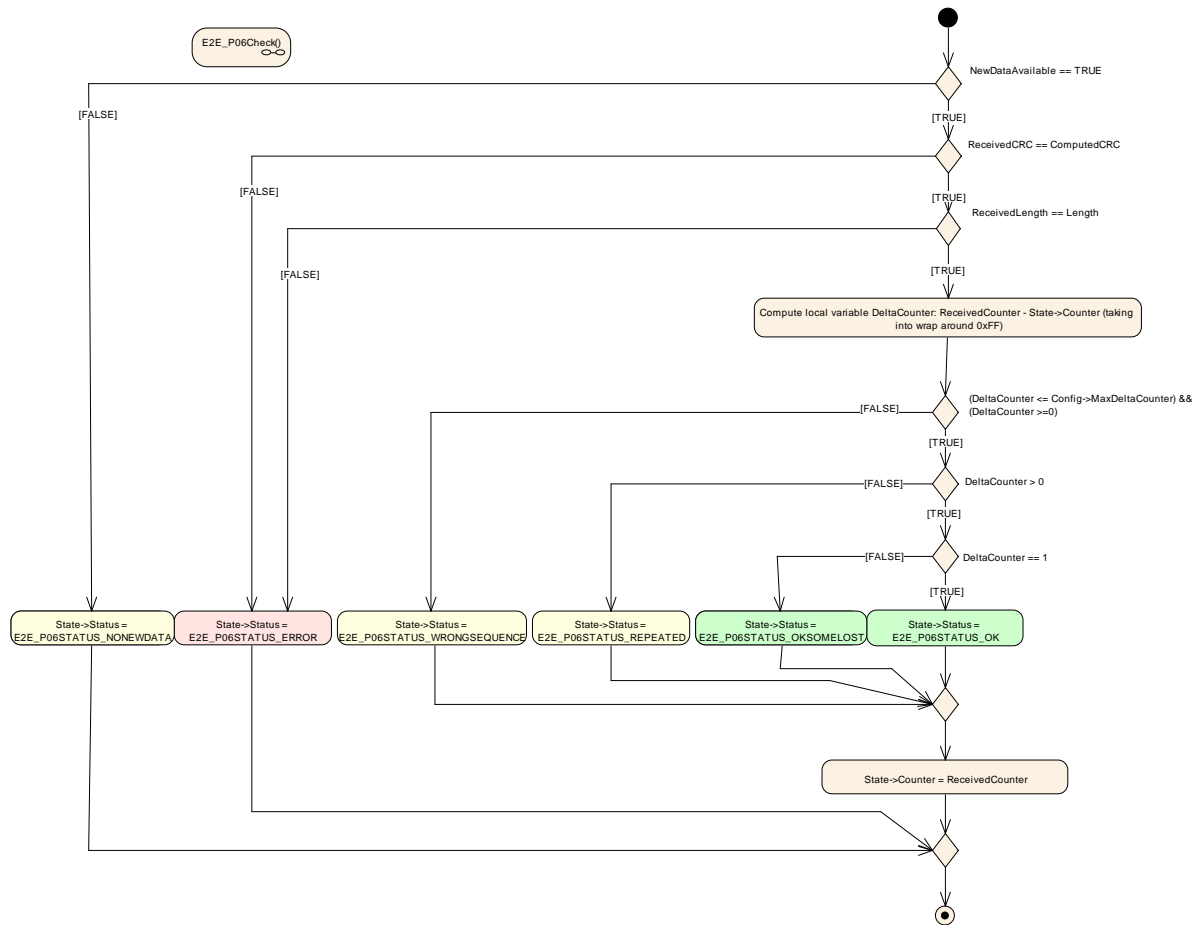 E2E_P06Check()
NewDataAvailable == TRUE
[FALSE]
[TRUE]
ReceivedCRC == ComputedCRC
[FALSE]
[TRUE]
ReceivedLength == Length
[FALSE]
[TRUE]
Compute local variable DeltaCounter: ReceivedCounter - State->Counter (taking
into wrap around 0xFF)
(DeltaCounter <= Config->MaxDeltaCounter) &&
(DeltaCounter >=0)
[FALSE]
[TRUE]
DeltaCounter > 0
[FALSE]
[TRUE]
DeltaCounter == 1
[FALSE]
[TRUE]
State->Status =
E2E_P06STATUS_NONEWDATA
State->Status =
E2E_P06STATUS_ERROR
State->Status =
E2E_P06STATUS_WRONGSEQUENCE
State->Status =
E2E_P06STATUS_REPEATED
State->Status =
E2E_P06STATUS_OKSOMELOST
State->Status =
E2E_P06STATUS_OK
State->Counter = ReceivedCounter